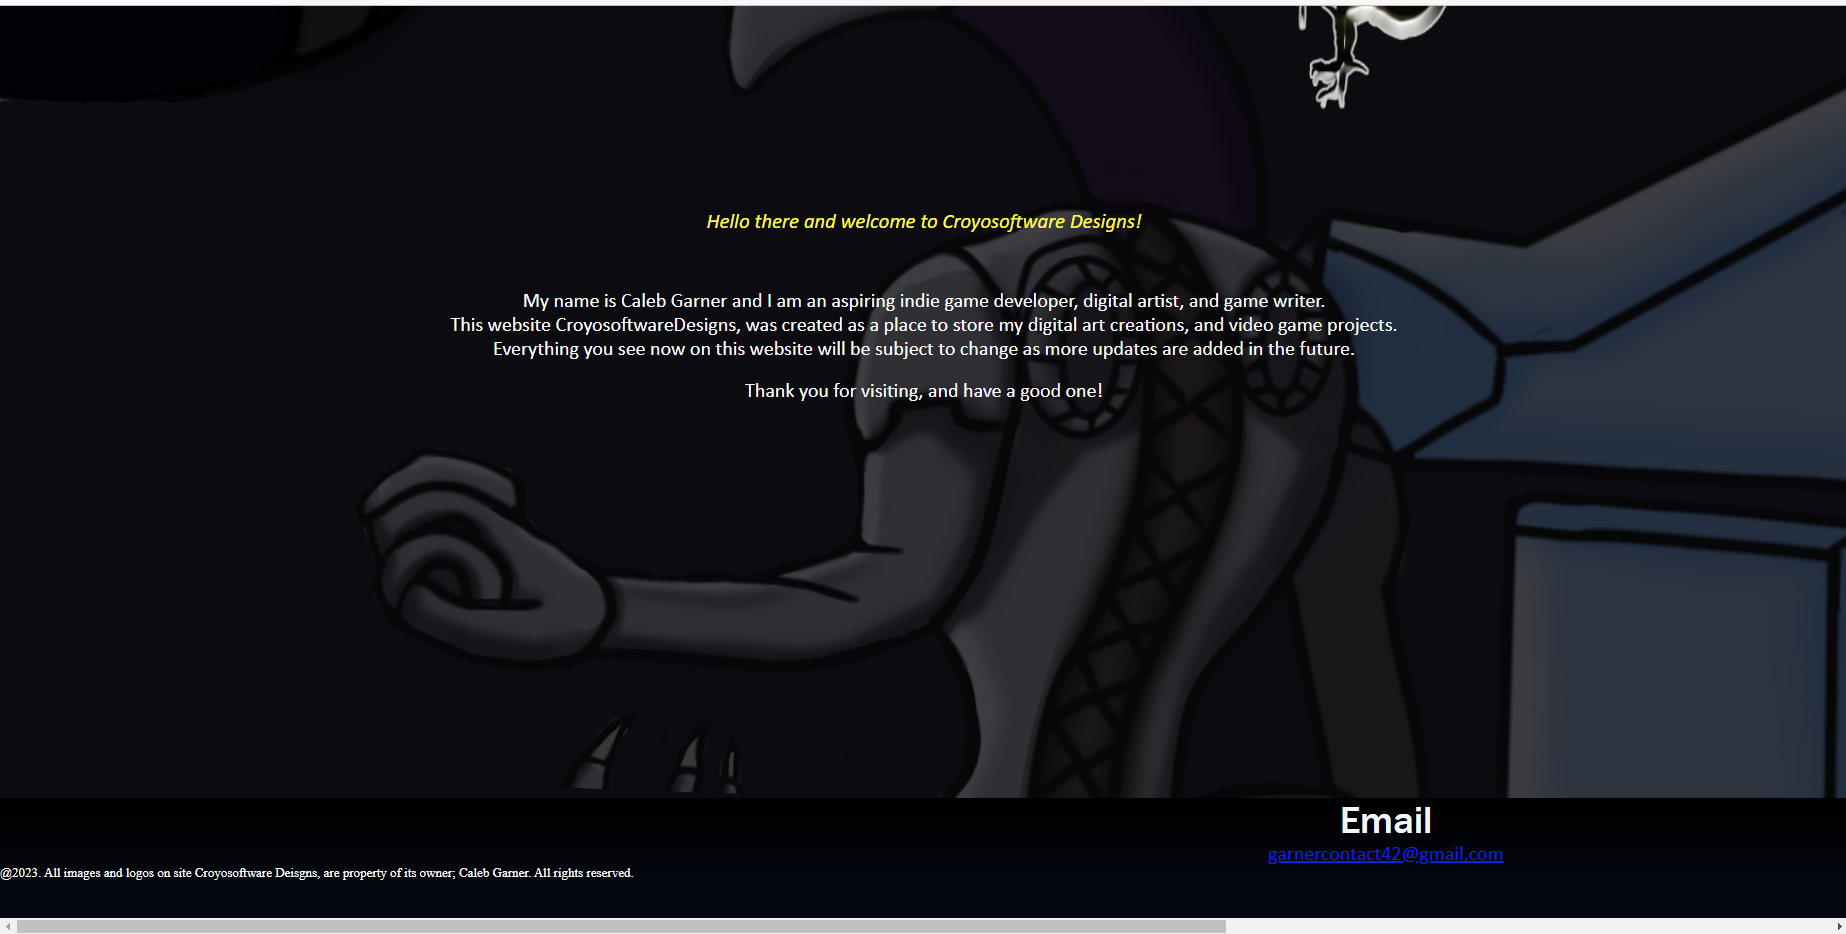 Hello there and welcome to Croyosoftware Designs!
My name is Caleb Garner and I am an aspiring indie game developer, digital artist, and game writer.
This website CroyosoftwareDesigns, was created as a place to store my digital art creations, and video game projects.
Everything you see now on this website will be subject to change as more updates are added in the future.
Thank you for visiting, and have a good one!
Email
garnercontact42@gmail.com
@2023. All images and logos on site Croyosoftware Deisgns, are property of its owner; Caleb Garner. All rights reserved.